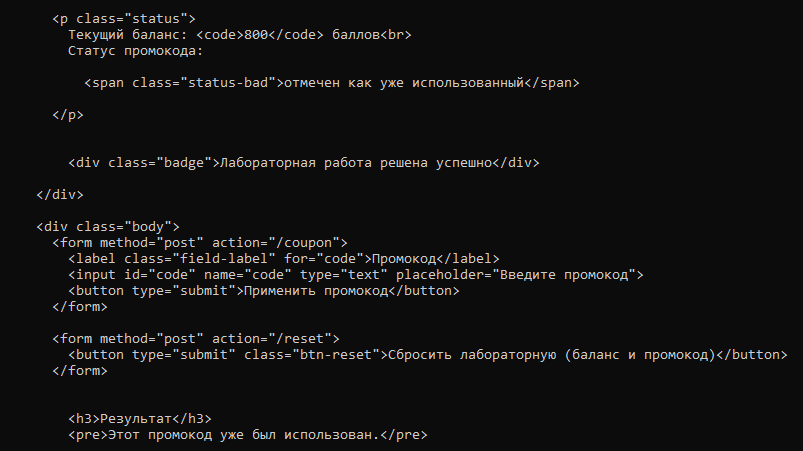 <p class="status">
Текущий баланс: <code>800</code> баллов<br>
Статус промокода:
<span class="status-bad">отмечен как уже использованный</span>
</p>
<div class="badge">Лабораторная работа решена успешно</div>
</div>
<div class="body">
<form method="post" action="/coupon">
<label class="field-label" for="code">Промокод</label>
<input id="code" name="code" type="text" placeholder="Введите промокод">
<button type="submit">Применить промокод</button>
</form>
<form method="post" action="/reset">
<button type="submit" class="btn-reset">Сбросить лабораторную (баланс и промокод)</button>
</form>
<h3>Результат</h3>
<pre>Этот промокод уже был использован.</pre>